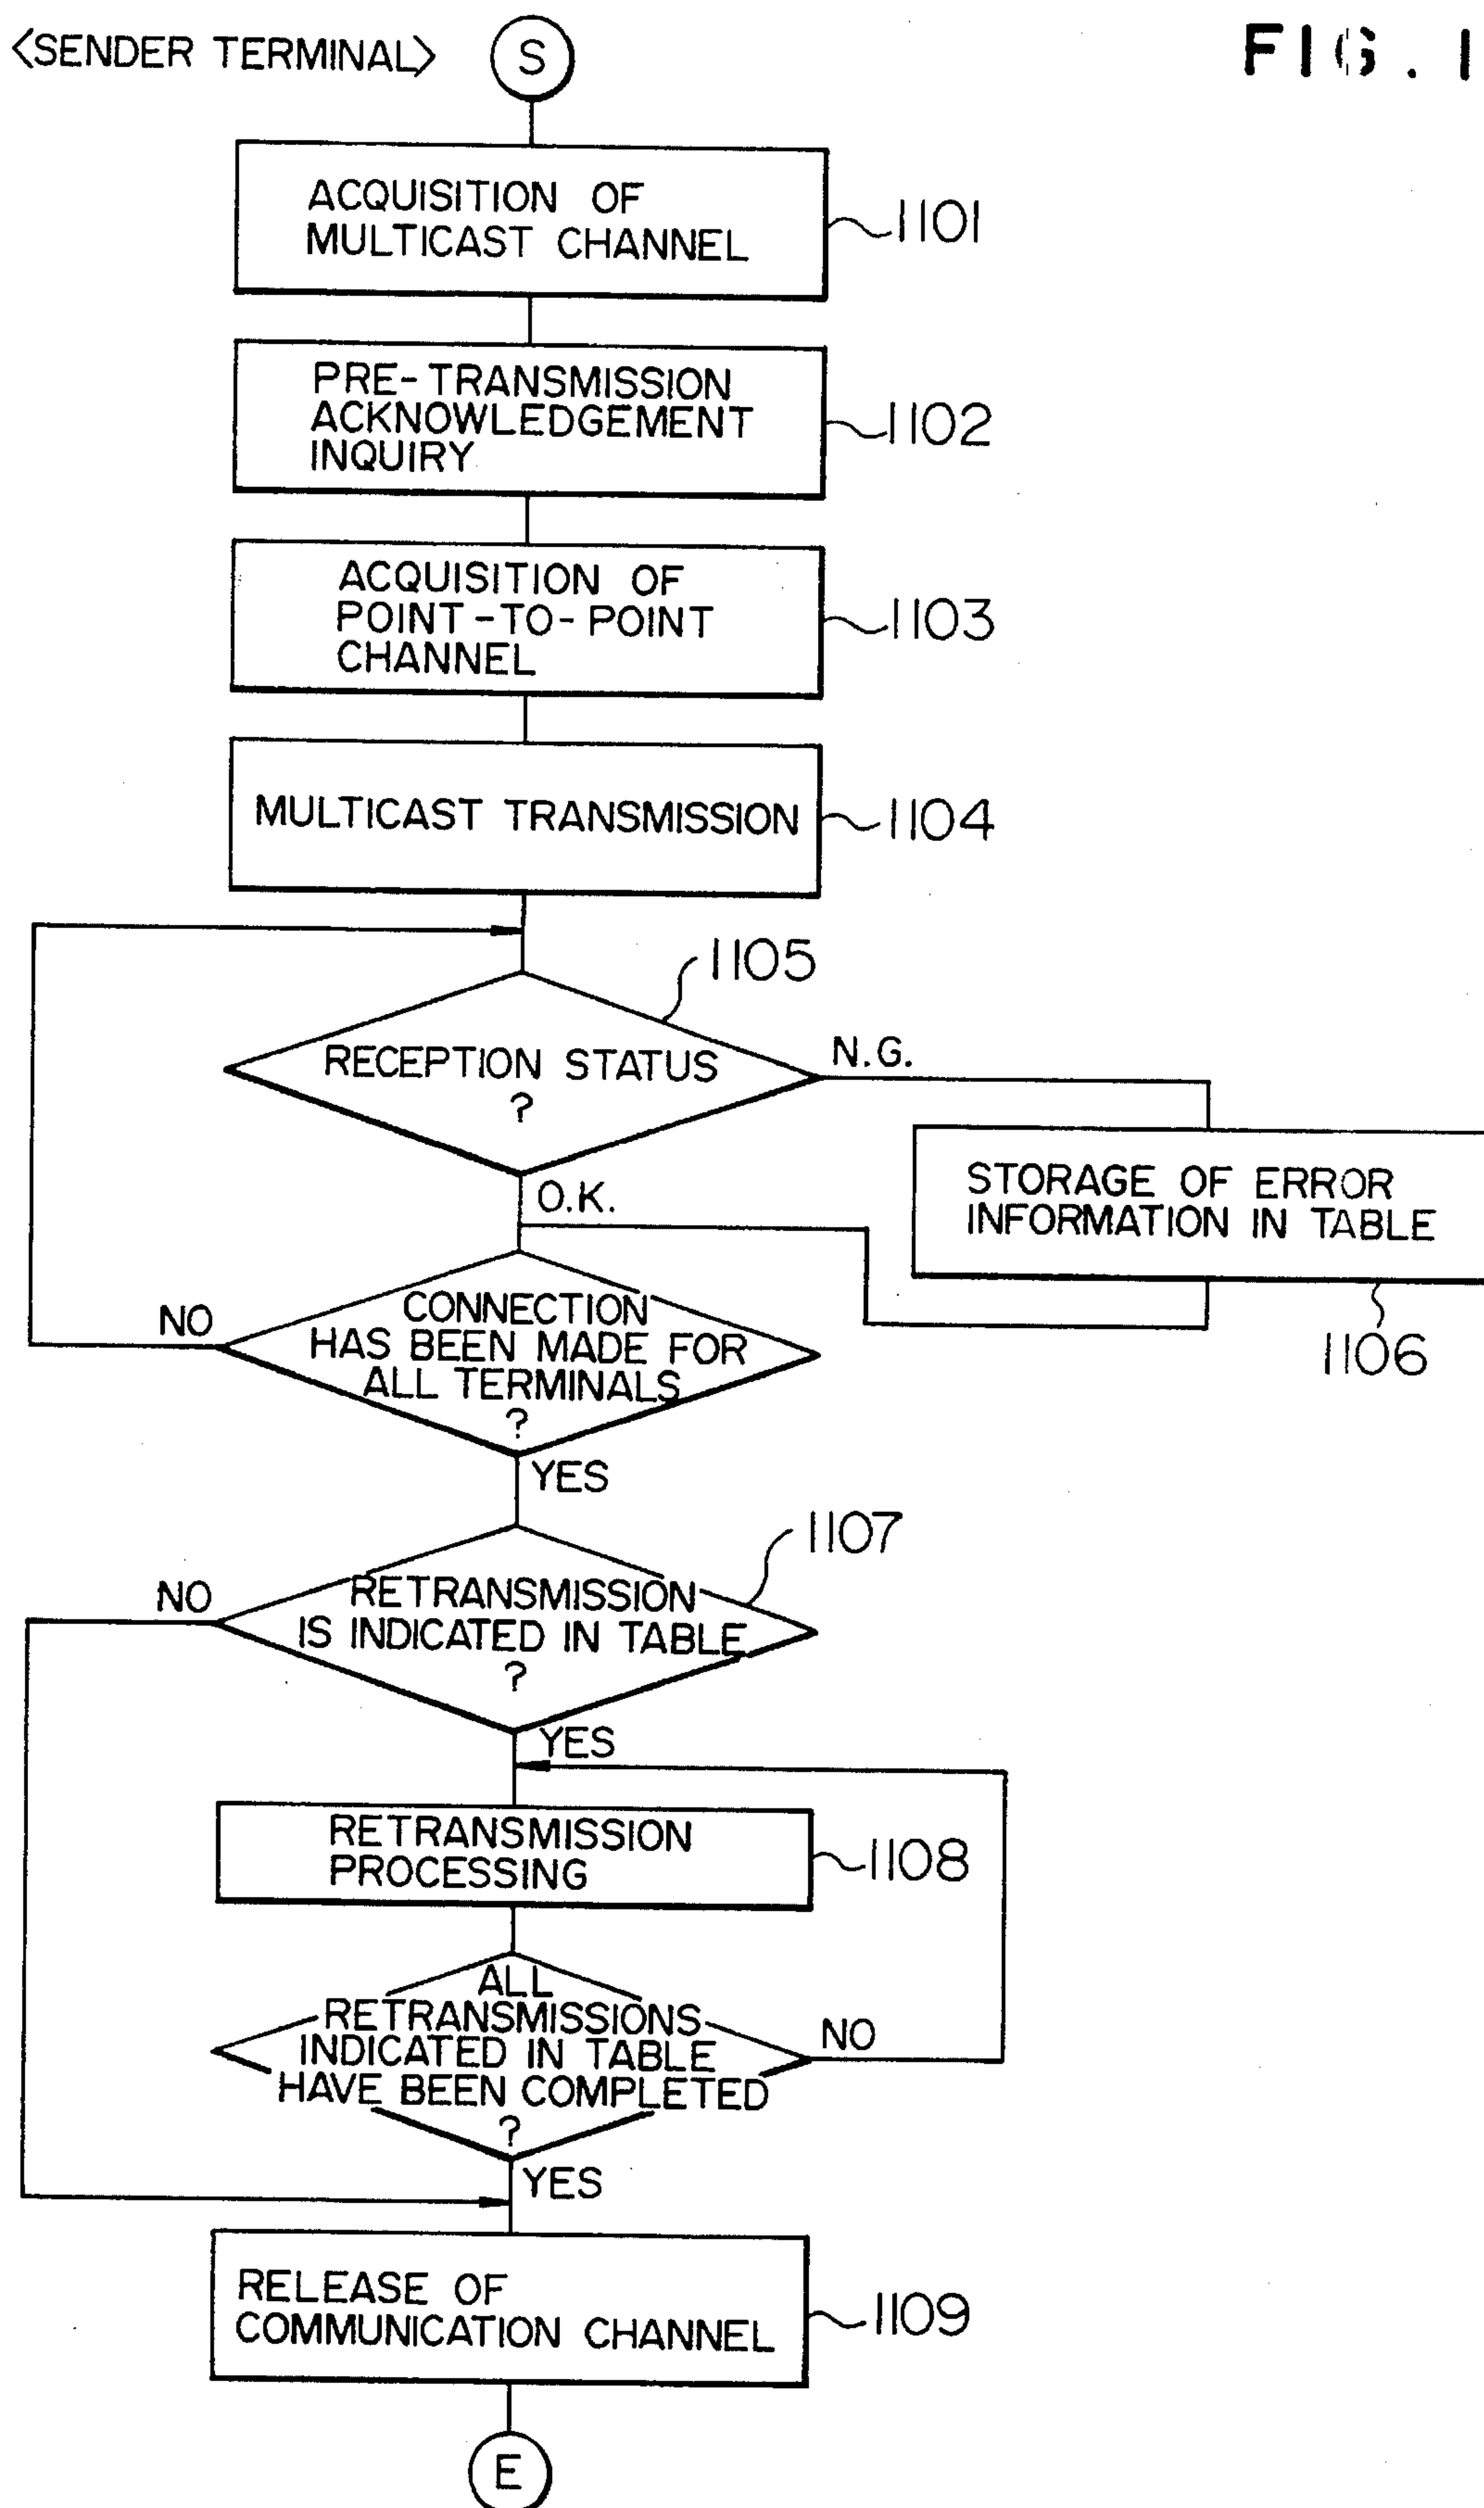 <SENDER TERMINAL>
S
FIG. 1
ACQUISITION OF
MULTICAST CHANNEL
1101
PRE-TRANSMISSION
ACKNOWLEDGEMENT
INQUIRY
1102
ACQUISITION OF
POINT-TO-POINT
CHANNEL
1103
MULTICAST TRANSMISSION
1104
1105
RECEPTION STATUS
?
N.G.
O.K.
STORAGE OF ERROR
INFORMATION IN TABLE
1106
CONNECTION
HAS BEEN MADE FOR
ALL TERMINALS
?
NO
YES
1107
RETRANSMISSION
IS INDICATED IN TABLE
?
NO
YES
RETRANSMISSION
PROCESSING
1108
ALL
RETRANSMISSIONS
INDICATED IN TABLE
HAVE BEEN COMPLETED
?
NO
YES
RELEASE OF
COMMUNICATION CHANNEL
1109
E